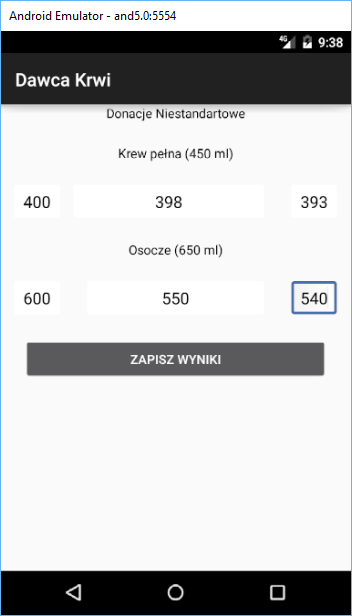 Android Emulator - and5.0:5554
4G 9:38
Dawca Krwi
Donacje Niestandartowe
Krew pełna (450 ml)
400 398 393
Osocze (650 ml)
600 550 540
ZAPISZ WYNIKI